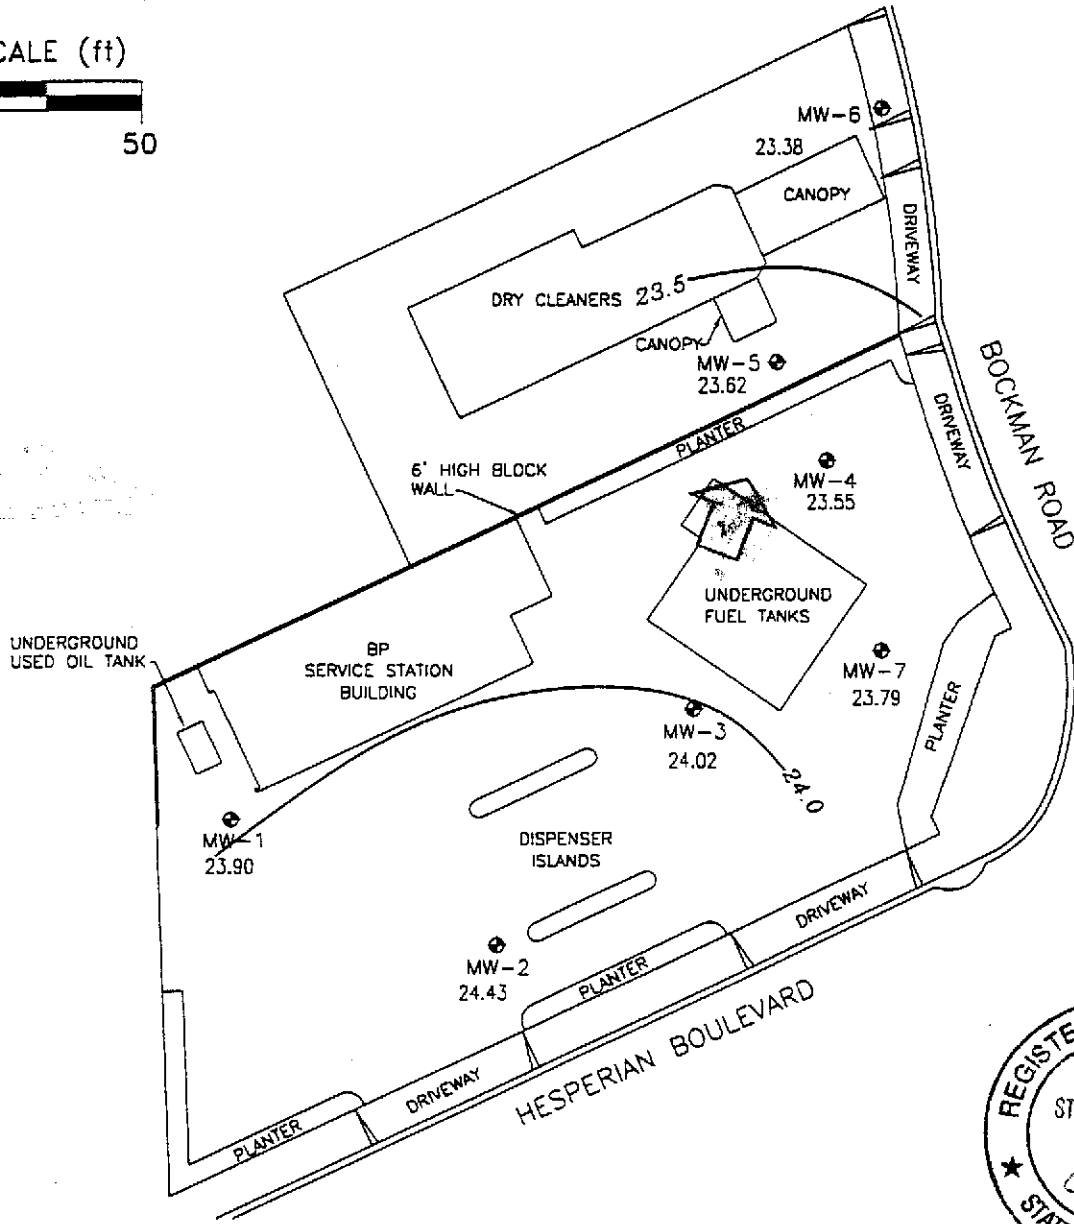 CALE (ft)
50
MW-6
23.38
CANOPY
DRIVEWAY
DRY CLEANERS
23.5
CANOPY
MW-5
23.62
BOCKMAN ROAD
DRIVEWAY
PLANTER
6' HIGH BLOCK
WALL
MW-4
23.55
UNDERGROUND
FUEL TANKS
UNDERGROUND
USED OIL TANK
BP
SERVICE STATION
BUILDING
MW-7
23.79
PLANTER
MW-3
24.02
24.0
MW-1
23.90
DISPENSER
ISLANDS
MW-2
24.43
PLANTER
DRIVEWAY
HESPERIAN BOULEVARD
DRIVEWAY
PLANTER
REGISTE
ST
STAT